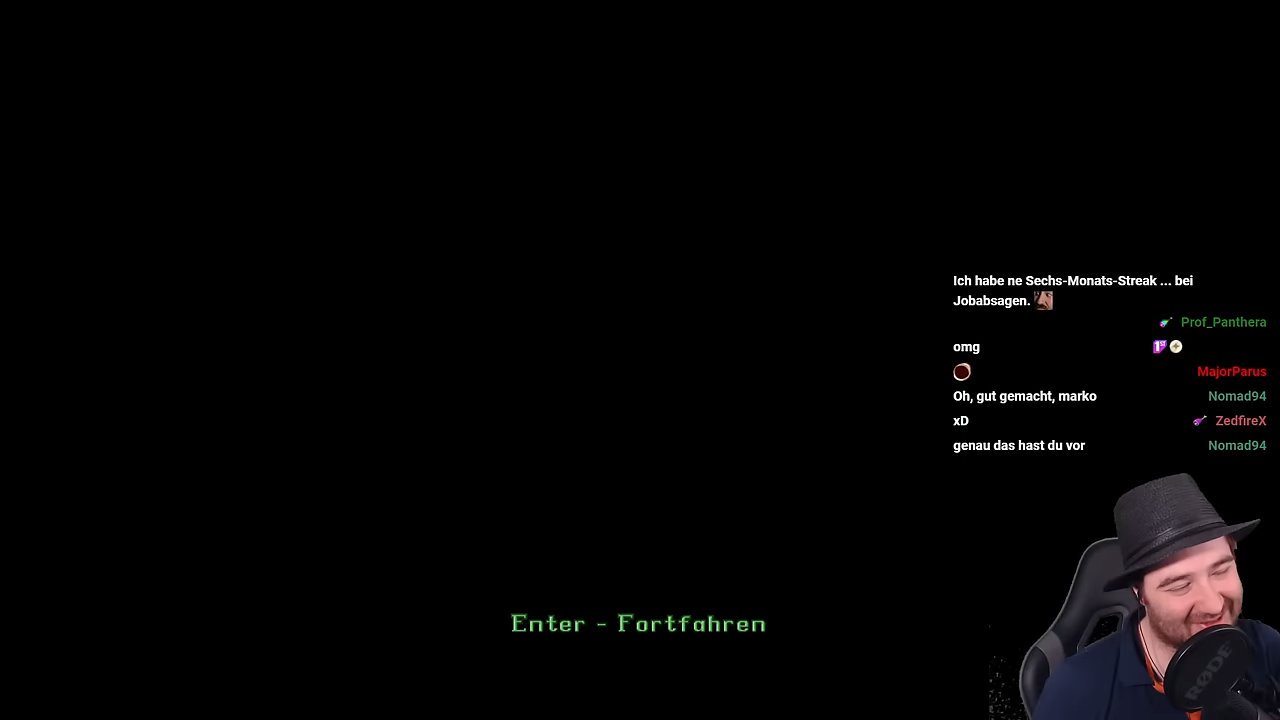 Ich habe ne Sechs-Monats-Streak ... bei
Jobabsagen.
Prof_Panthera
omg
MajorParus
Oh, gut gemacht, marko
Nomad94
xD
ZedfireX
genau das hast du vor
Nomad94
Enter - Fortfahren
RØDE